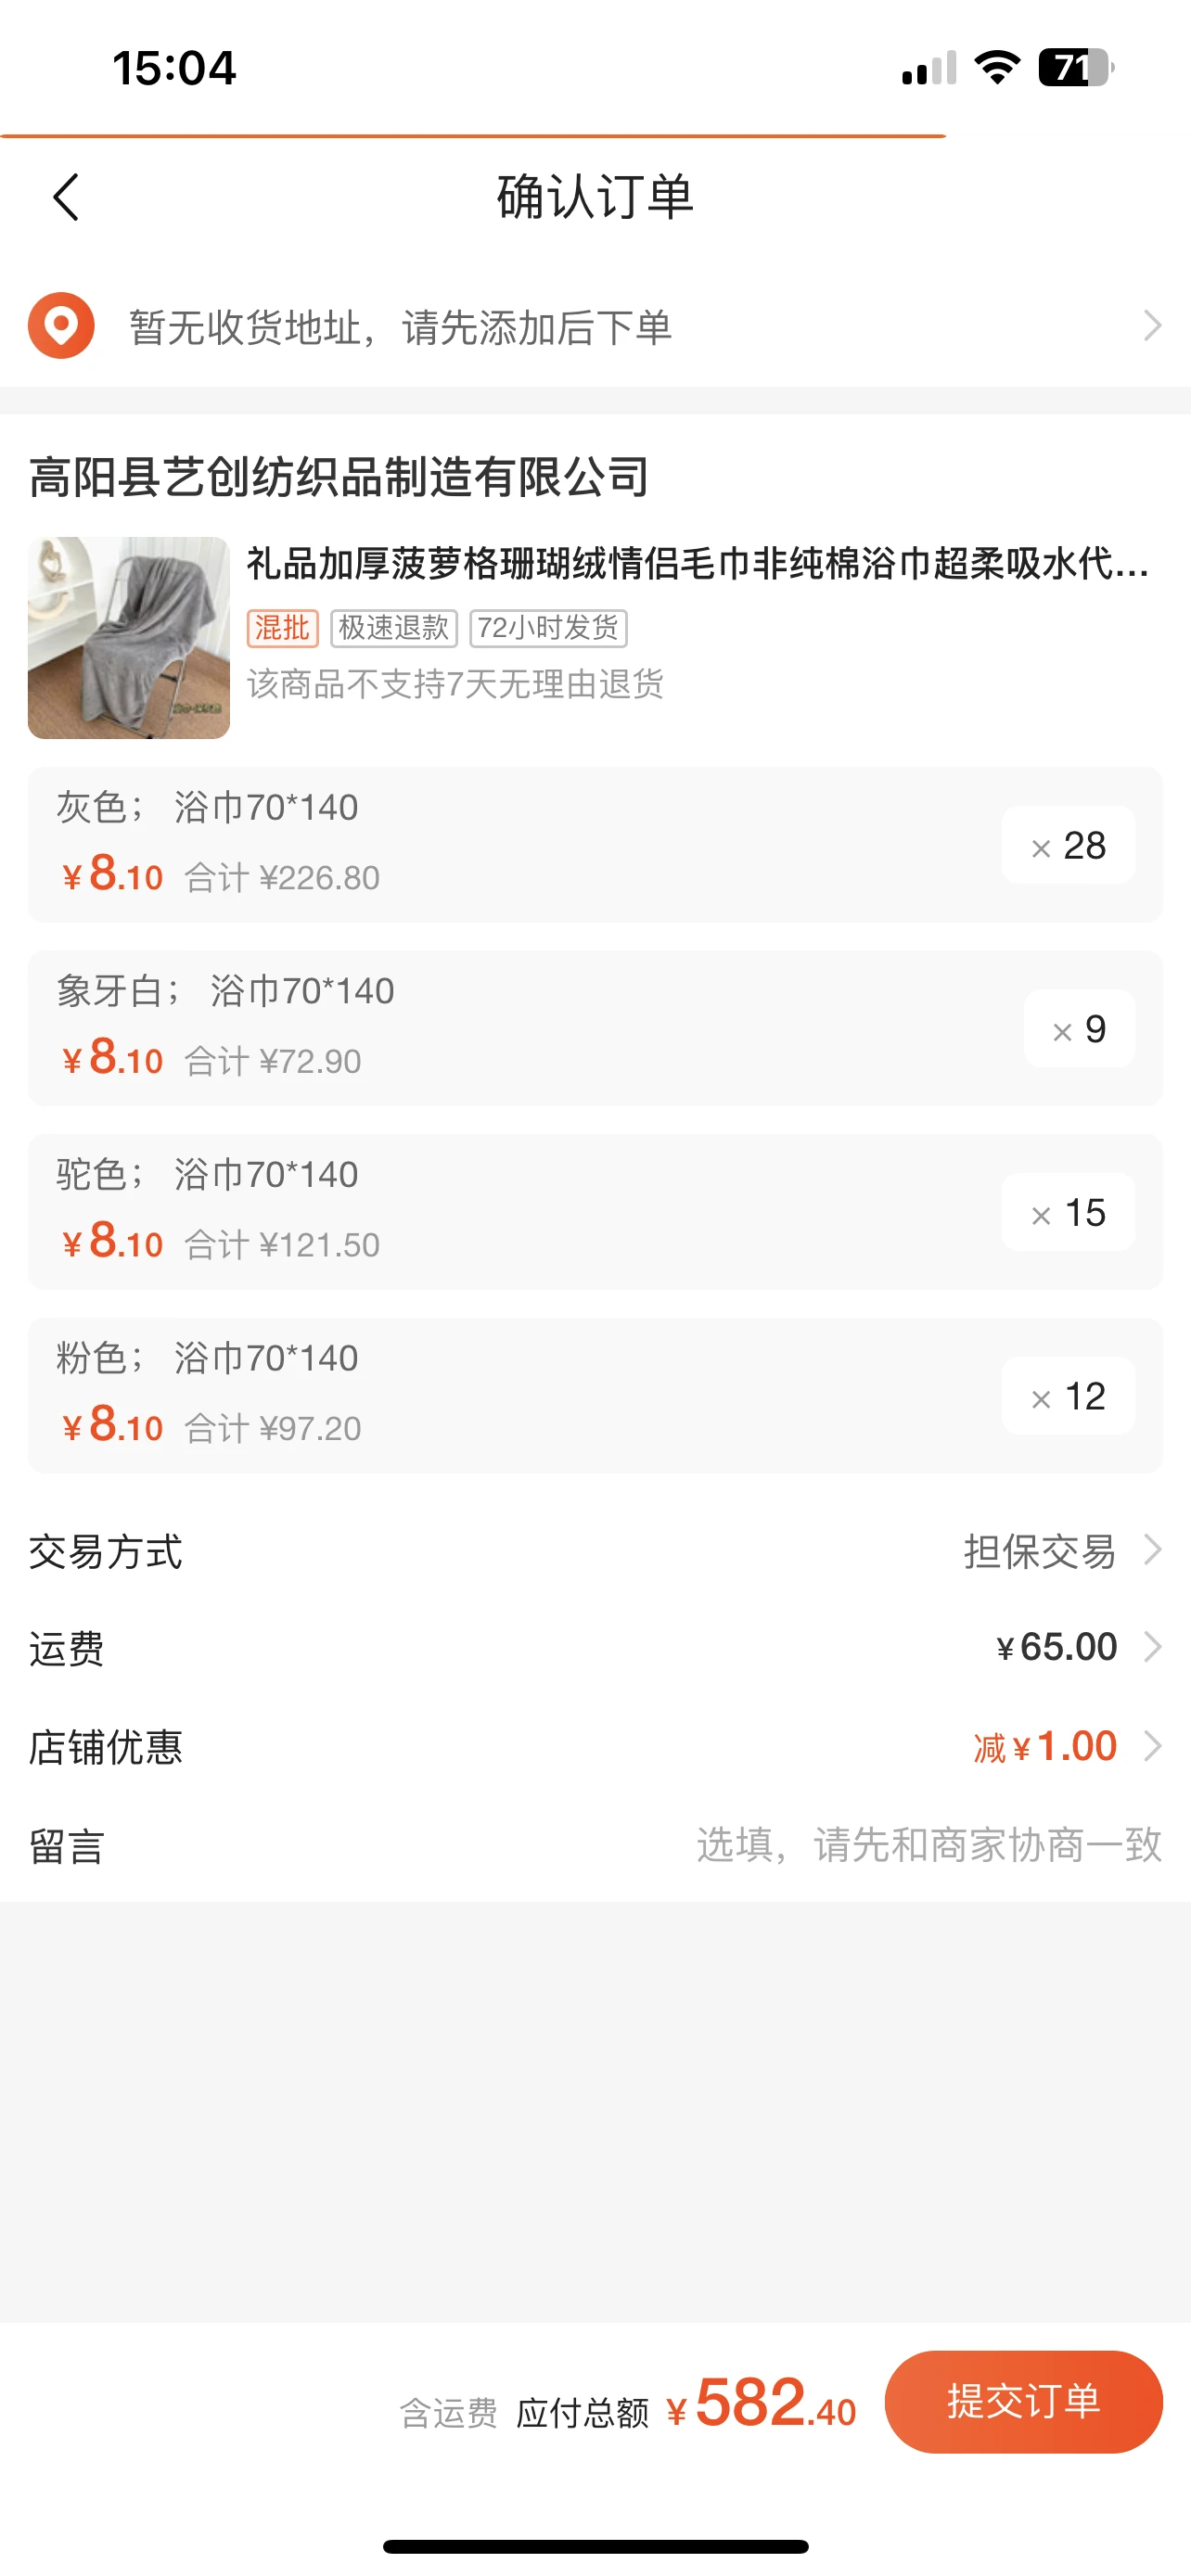 15:04
71
确认订单
暂无收货地址，请先添加后下单
高阳县艺创纺织品制造有限公司
礼品加厚菠萝格珊瑚绒情侣毛巾非纯棉浴巾超柔吸水代...
混批 极速退款 72小时发货
该商品不支持7天无理由退货
灰色； 浴巾70*140
¥8.10 合计 ¥226.80
× 28
象牙白； 浴巾70*140
¥8.10 合计 ¥72.90
× 9
驼色； 浴巾70*140
¥8.10 合计 ¥121.50
× 15
粉色； 浴巾70*140
¥8.10 合计 ¥97.20
× 12
交易方式 担保交易
运费 ¥65.00
店铺优惠 减¥1.00
留言 选填，请先和商家协商一致
含运费 应付总额 ¥582.40 提交订单